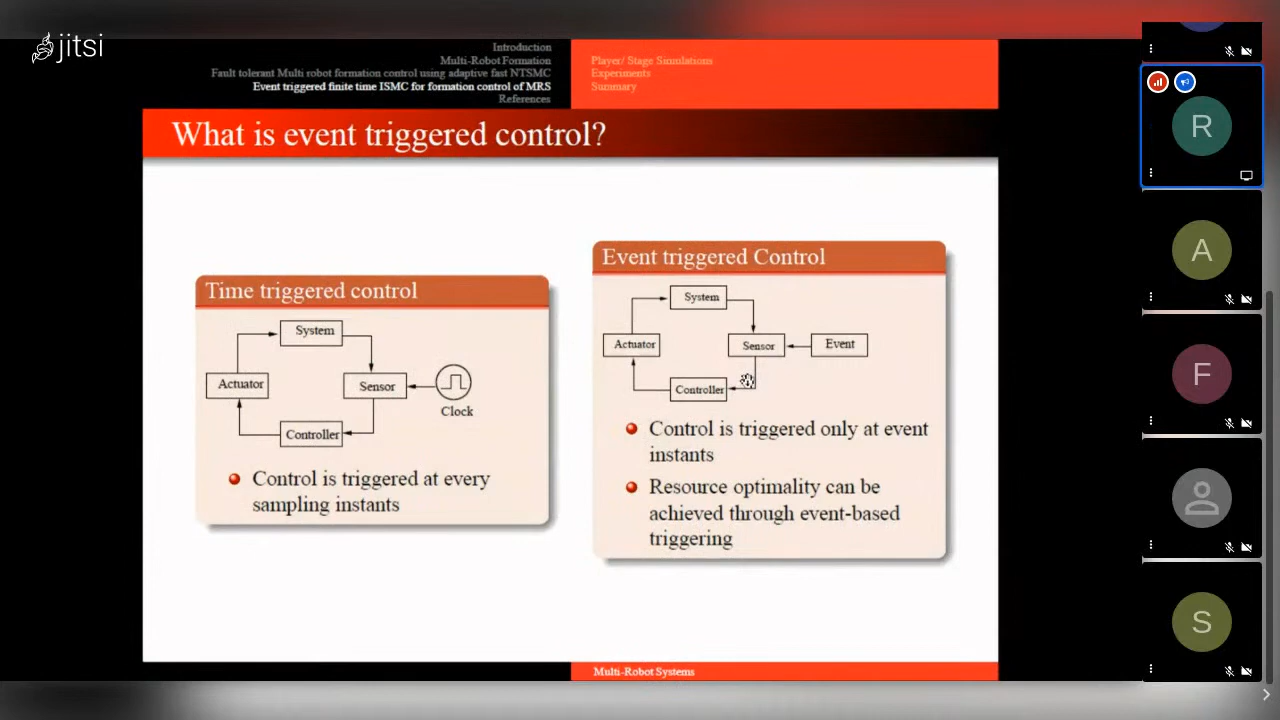 jitsi
Introduction
Multi-Robot Formation
Fault tolerant Multi robot formation control using adaptive fast NTSMC
Event triggered finite time ISMC for formation control of MRS
References
Player/ Stage Simulations
Experiments
Summary
What is event triggered control?
Time triggered control
System
Actuator
Sensor
Clock
Controller
Control is triggered at every
sampling instants
Event triggered Control
System
Actuator
Sensor
Event
Controller
Control is triggered only at event
instants
Resource optimality can be
achieved through event-based
triggering
Multi-Robot Systems
R
A
F
S